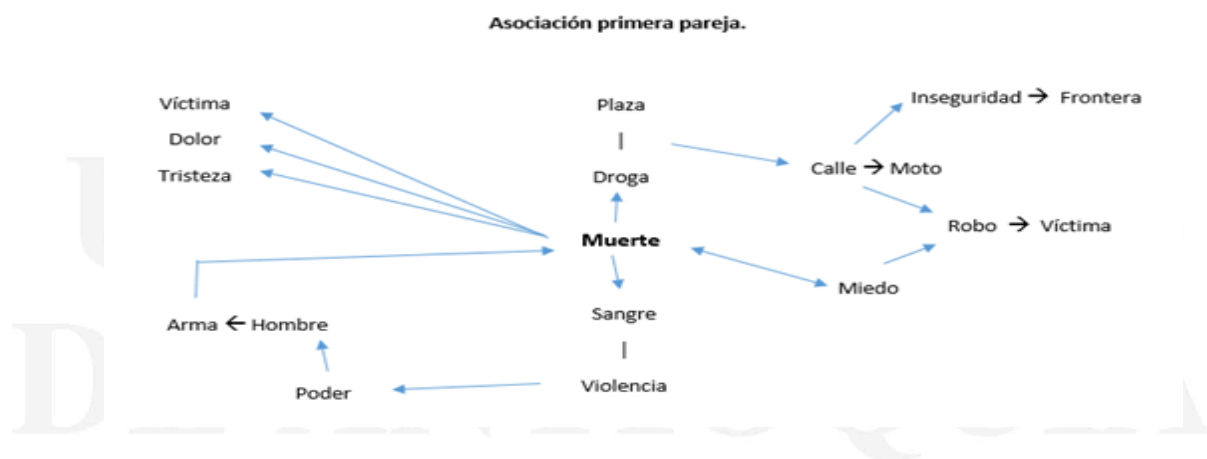 Asociación primera pareja.
Víctima
Dolor
Tristeza
Plaza
|
Droga
Inseguridad → Frontera
Calle → Moto
Robo → Víctima
Muerte
Miedo
Sangre
|
Violencia
Arma ← Hombre
Poder